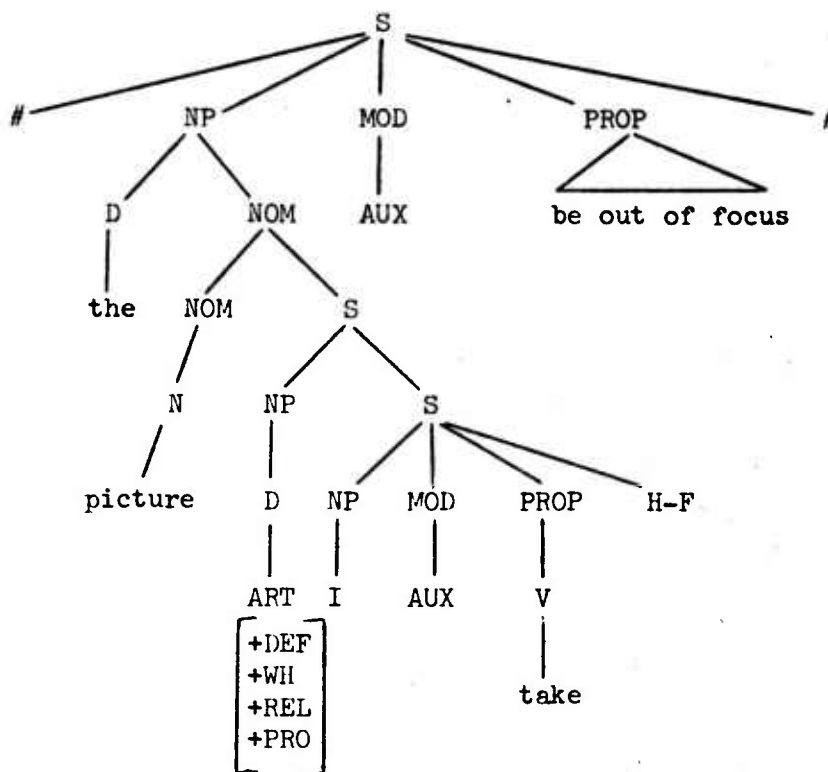 S
# NP MOD PROP
D NOM AUX be out of focus
the NOM S
N NP S
picture D NP MOD PROP H-F
ART I AUX V
+DEF
+WH
+REL
+PRO
take